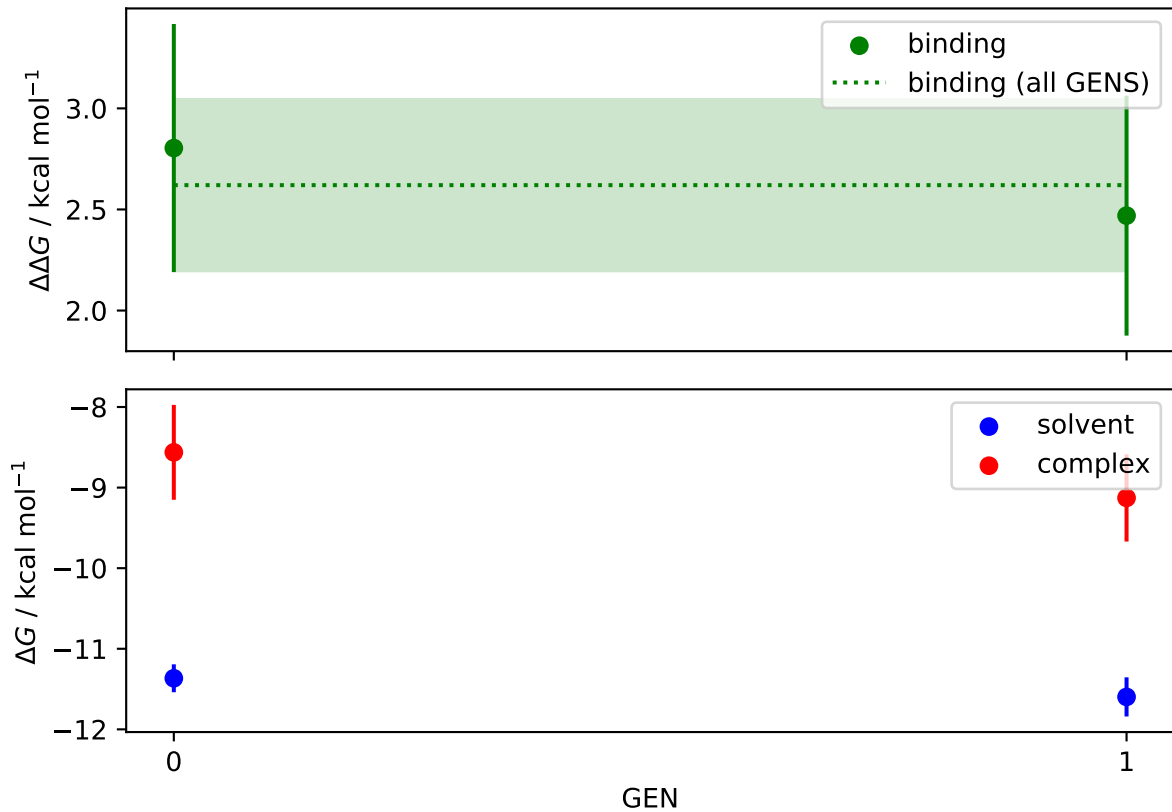 binding
binding (all GENS)
ΔΔG / kcal mol⁻¹
3.0
2.5
2.0
solvent
complex
ΔG / kcal mol⁻¹
−8
−9
−10
−11
−12
0
1
GEN